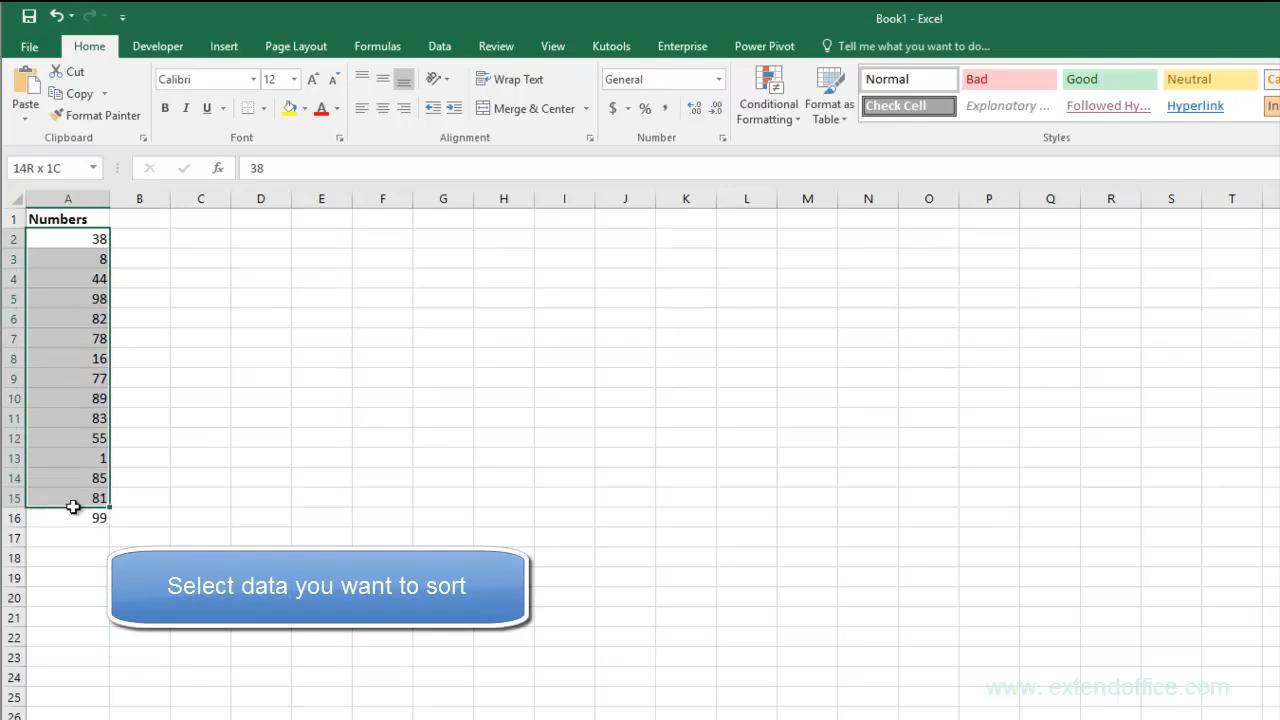 Book1 - Excel
File Home Developer Insert Page Layout Formulas Data Review View Kutools Enterprise Power Pivot Tell me what you want to do...
Paste
Cut
Copy
Format Painter
Clipboard
Calibri 12
B I U A
Font
Wrap Text
Merge & Center
Alignment
General
$ % ,
Number
Conditional Formatting
Format as Table
Normal Bad Good Neutral
Check Cell Explanatory ... Followed Hy... Hyperlink
Styles
14R x 1C fx 38
A B C D E F G H I J K L M N O P Q R S T
1 Numbers
2 38
3 8
4 44
5 98
6 82
7 78
8 16
9 77
10 89
11 83
12 55
13 1
14 85
15 81
16 99
17
18
19
20
21
22
23
24
25
26
Select data you want to sort
www. extendoffice.com